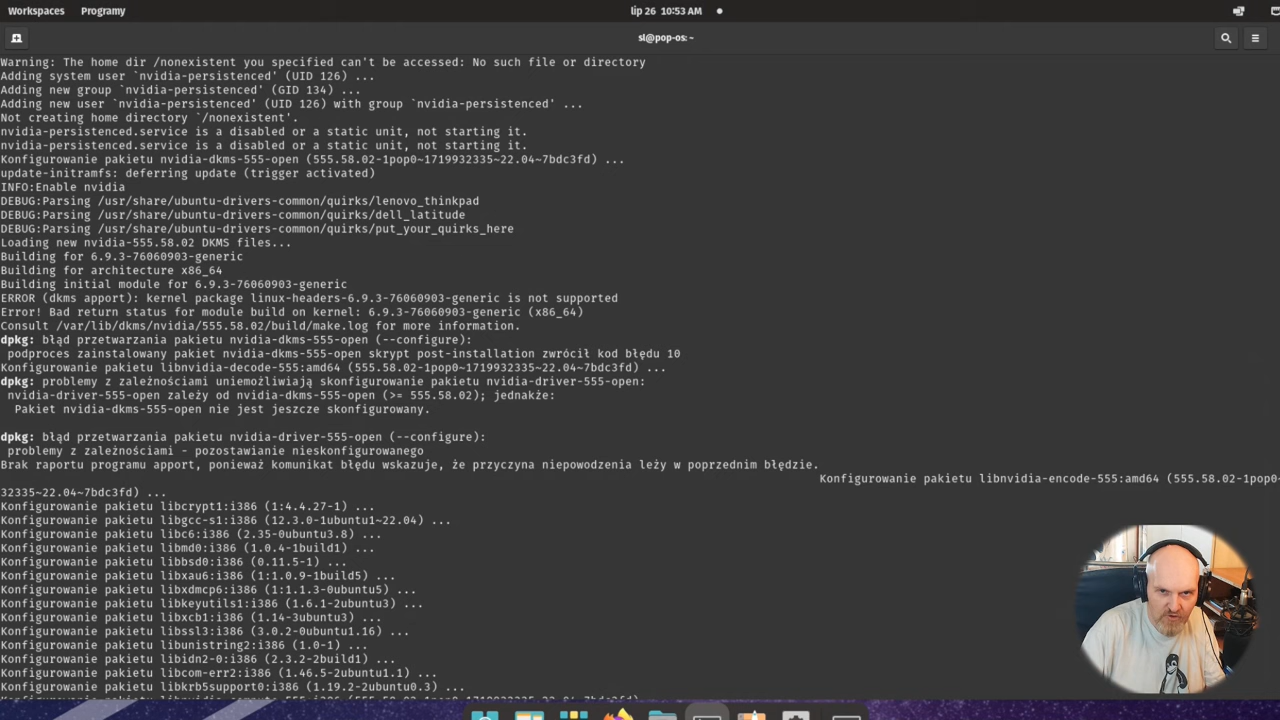 Workspaces Programy lip 26 10:53 AM
sl@pop-os: ~
Warning: The home dir /nonexistent you specified can't be accessed: No such file or directory
Adding system user `nvidia-persistenced' (UID 126) ...
Adding new group `nvidia-persistenced' (GID 134) ...
Adding new user `nvidia-persistenced' (UID 126) with group `nvidia-persistenced' ...
Not creating home directory `/nonexistent'.
nvidia-persistenced.service is a disabled or a static unit, not starting it.
nvidia-persistenced.service is a disabled or a static unit, not starting it.
Konfigurowanie pakietu nvidia-dkms-555-open (555.58.02-1pop0~1719932335~22.04~7bdc3fd) ...
update-initramfs: deferring update (trigger activated)
INFO:Enable nvidia
DEBUG:Parsing /usr/share/ubuntu-drivers-common/quirks/lenovo_thinkpad
DEBUG:Parsing /usr/share/ubuntu-drivers-common/quirks/dell_latitude
DEBUG:Parsing /usr/share/ubuntu-drivers-common/quirks/put_your_quirks_here
Loading new nvidia-555.58.02 DKMS files...
Building for 6.9.3-76060903-generic
Building for architecture x86_64
Building initial module for 6.9.3-76060903-generic
ERROR (dkms apport): kernel package linux-headers-6.9.3-76060903-generic is not supported
Error! Bad return status for module build on kernel: 6.9.3-76060903-generic (x86_64)
Consult /var/lib/dkms/nvidia/555.58.02/build/make.log for more information.
dpkg: błąd przetwarzania pakietu nvidia-dkms-555-open (--configure):
podproces zainstalowany pakiet nvidia-dkms-555-open skrypt post-installation zwrócił kod błędu 10
Konfigurowanie pakietu libnvidia-decode-555:amd64 (555.58.02-1pop0~1719932335~22.04~7bdc3fd) ...
dpkg: problemy z zależnościami uniemożliwiają skonfigurowanie pakietu nvidia-driver-555-open:
nvidia-driver-555-open zależy od nvidia-dkms-555-open (>= 555.58.02); jednakże:
Pakiet nvidia-dkms-555-open nie jest jeszcze skonfigurowany.
dpkg: błąd przetwarzania pakietu nvidia-driver-555-open (--configure):
problemy z zależnościami - pozostawianie nieskonfigurowanego
Brak raportu programu apport, ponieważ komunikat błędu wskazuje, że przyczyna niepowodzenia leży w poprzednim błędzie.
Konfigurowanie pakietu libnvidia-encode-555:amd64 (555.58.02-1pop0~
32335~22.04~7bdc3fd) ...
Konfigurowanie pakietu libcrypt1:i386 (1:4.4.27-1) ...
Konfigurowanie pakietu libgcc-s1:i386 (12.3.0-1ubuntu1~22.04) ...
Konfigurowanie pakietu libc6:i386 (2.35-0ubuntu3.8) ...
Konfigurowanie pakietu libmd0:i386 (1.0.4-1build1) ...
Konfigurowanie pakietu libbsd0:i386 (0.11.5-1) ...
Konfigurowanie pakietu libxau6:i386 (1:1.0.9-1build5) ...
Konfigurowanie pakietu libxdmcp6:i386 (1:1.1.3-0ubuntu5) ...
Konfigurowanie pakietu libkeyutils1:i386 (1.6.1-2ubuntu3) ...
Konfigurowanie pakietu libxcb1:i386 (1.14-3ubuntu3) ...
Konfigurowanie pakietu libssl3:i386 (3.0.2-0ubuntu1.16) ...
Konfigurowanie pakietu libunistring2:i386 (1.0-1) ...
Konfigurowanie pakietu libidn2-0:i386 (2.3.2-2build1) ...
Konfigurowanie pakietu libcom-err2:i386 (1.46.5-2ubuntu1.1) ...
Konfigurowanie pakietu libkrb5support0:i386 (1.19.2-2ubuntu0.3) ...